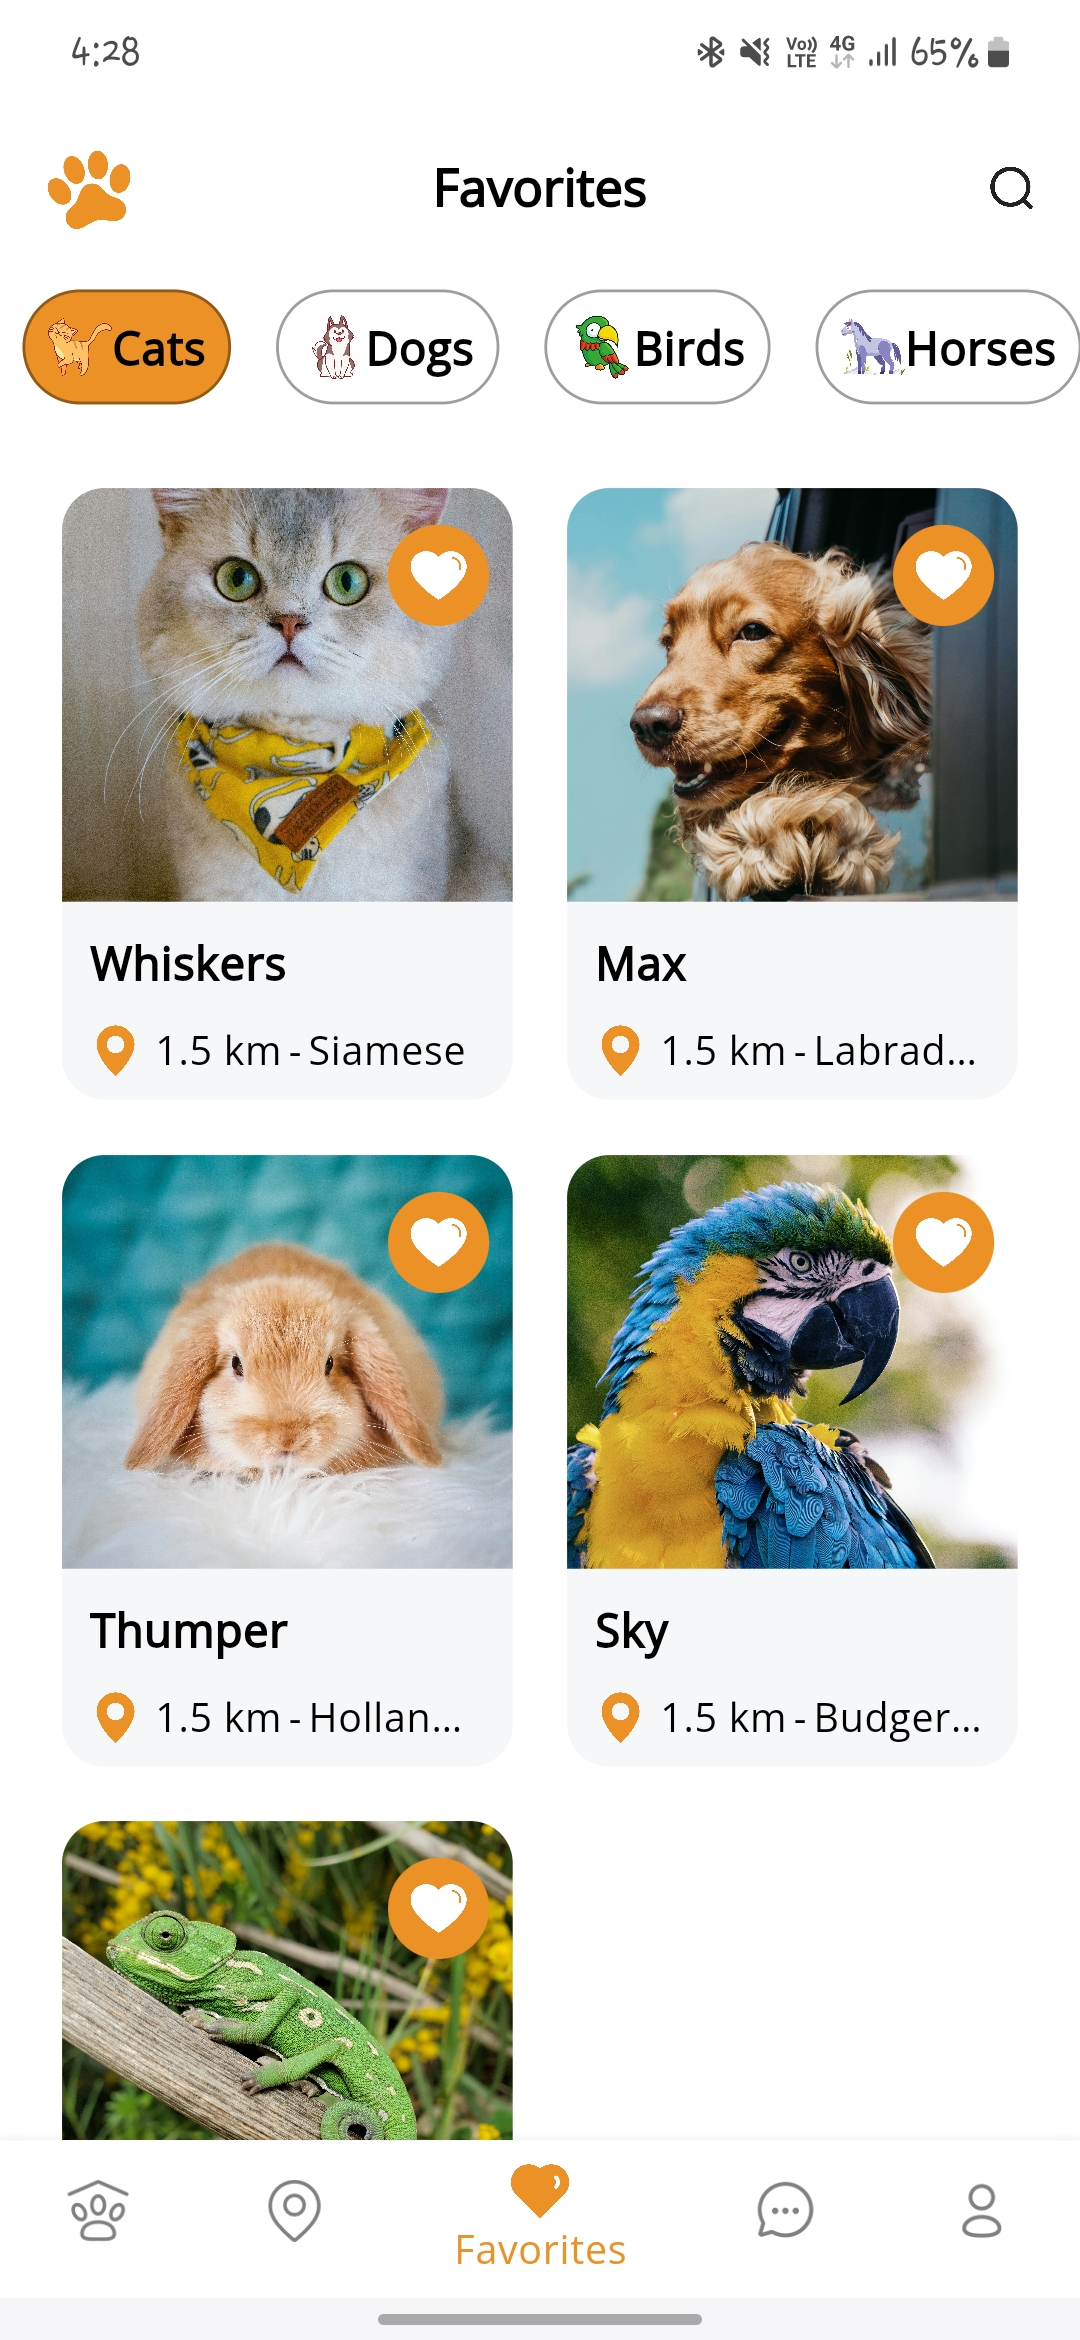 4:28
Vo)) LTE 4G 65%
Favorites
Cats Dogs Birds Horses
Whiskers
1.5 km - Siamese
Max
1.5 km - Labrad...
Thumper
1.5 km - Hollan...
Sky
1.5 km - Budger...
Favorites